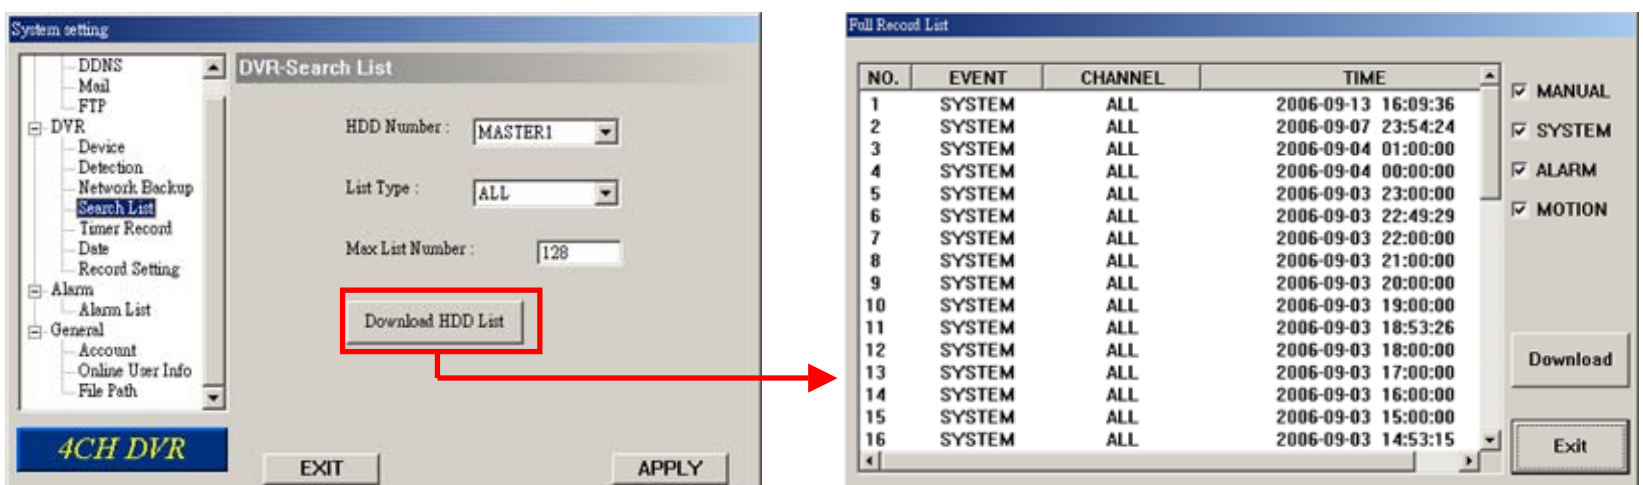 System setting
DDNS
Mail
FTP
DVR
Device
Detection
Network Backup
Search List
Timer Record
Date
Record Setting
Alarm
Alarm List
General
Account
Online User Info
File Path
4CH DVR
DVR-Search List
HDD Number : MASTER1
List Type : ALL
Max List Number : 128
Download HDD List
EXIT APPLY
Full Record List
NO. EVENT CHANNEL TIME
1 SYSTEM ALL 2006-09-13 16:09:36
2 SYSTEM ALL 2006-09-07 23:54:24
3 SYSTEM ALL 2006-09-04 01:00:00
4 SYSTEM ALL 2006-09-04 00:00:00
5 SYSTEM ALL 2006-09-03 23:00:00
6 SYSTEM ALL 2006-09-03 22:49:29
7 SYSTEM ALL 2006-09-03 22:00:00
8 SYSTEM ALL 2006-09-03 21:00:00
9 SYSTEM ALL 2006-09-03 20:00:00
10 SYSTEM ALL 2006-09-03 19:00:00
11 SYSTEM ALL 2006-09-03 18:53:26
12 SYSTEM ALL 2006-09-03 18:00:00
13 SYSTEM ALL 2006-09-03 17:00:00
14 SYSTEM ALL 2006-09-03 16:00:00
15 SYSTEM ALL 2006-09-03 15:00:00
16 SYSTEM ALL 2006-09-03 14:53:15
MANUAL
SYSTEM
ALARM
MOTION
Download
Exit